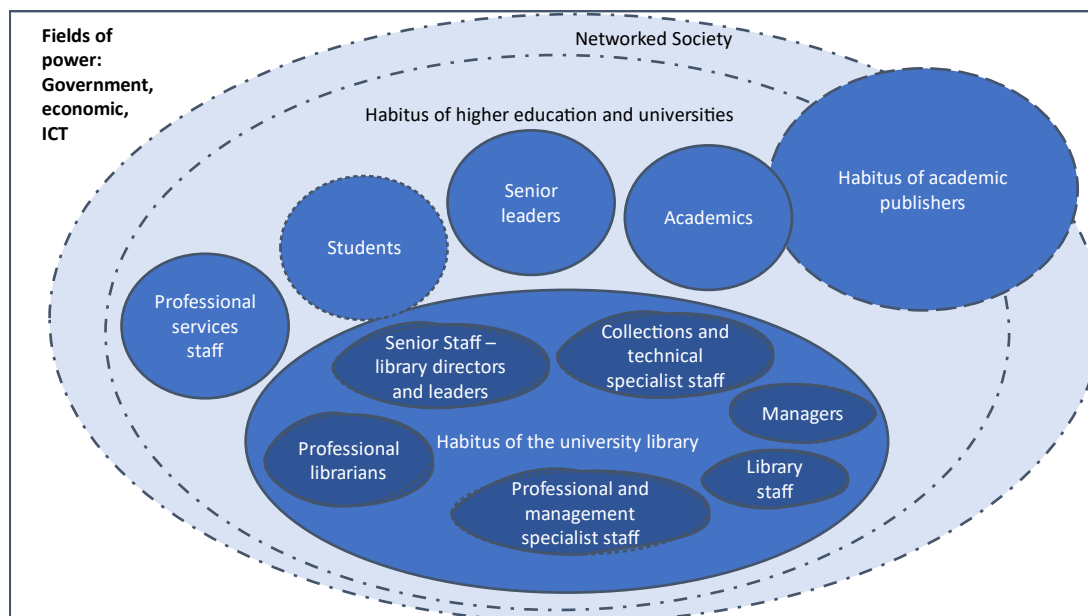 Fields of
power:
Government,
economic,
ICT
Networked Society
Habitus of higher education and universities
Habitus of academic
publishers
Senior
leaders
Academics
Students
Professional
services
staff
Senior Staff –
library directors
and leaders
Collections and
technical
specialist staff
Managers
Habitus of the university library
Professional
librarians
Library
staff
Professional and
management
specialist staff